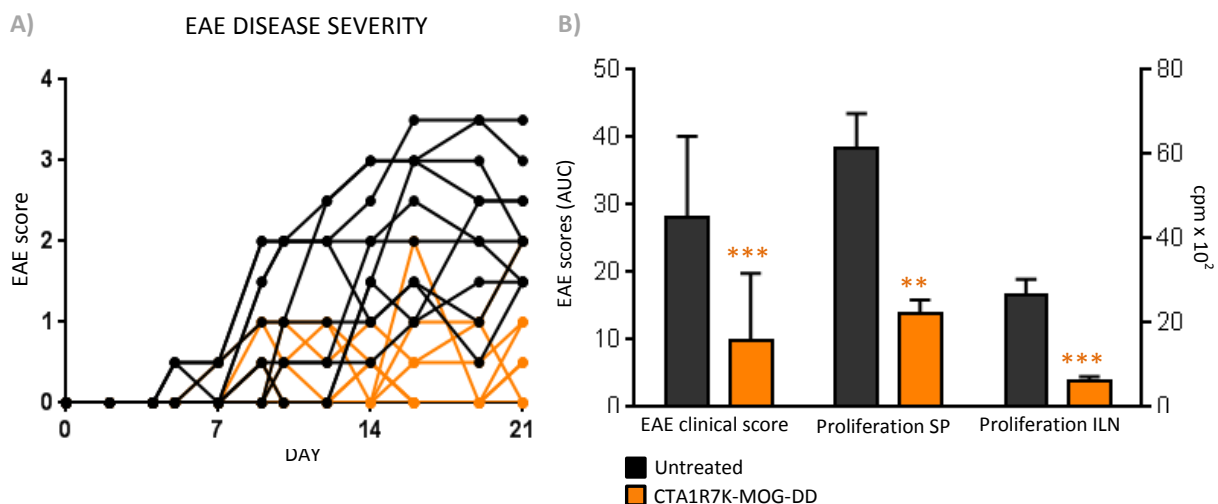 A)
EAE DISEASE SEVERITY
4
3
2
1
0
EAE score
0 7 14 21
DAY
B)
50
40
30
20
10
0
EAE scores (AUC)
80
60
40
20
0
cpm x 10²
***
**
***
EAE clinical score Proliferation SP Proliferation ILN
Untreated
CTA1R7K-MOG-DD